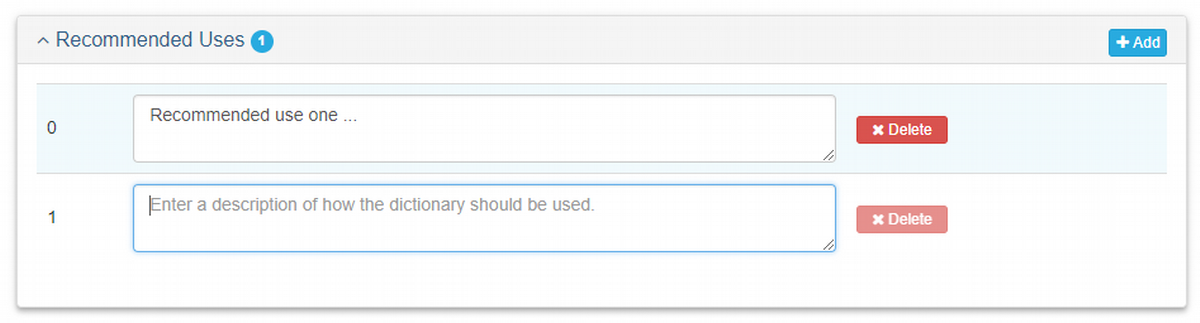 Recommended Uses 1
+ Add
0
Recommended use one ...
✖ Delete
1
Enter a description of how the dictionary should be used.
✖ Delete